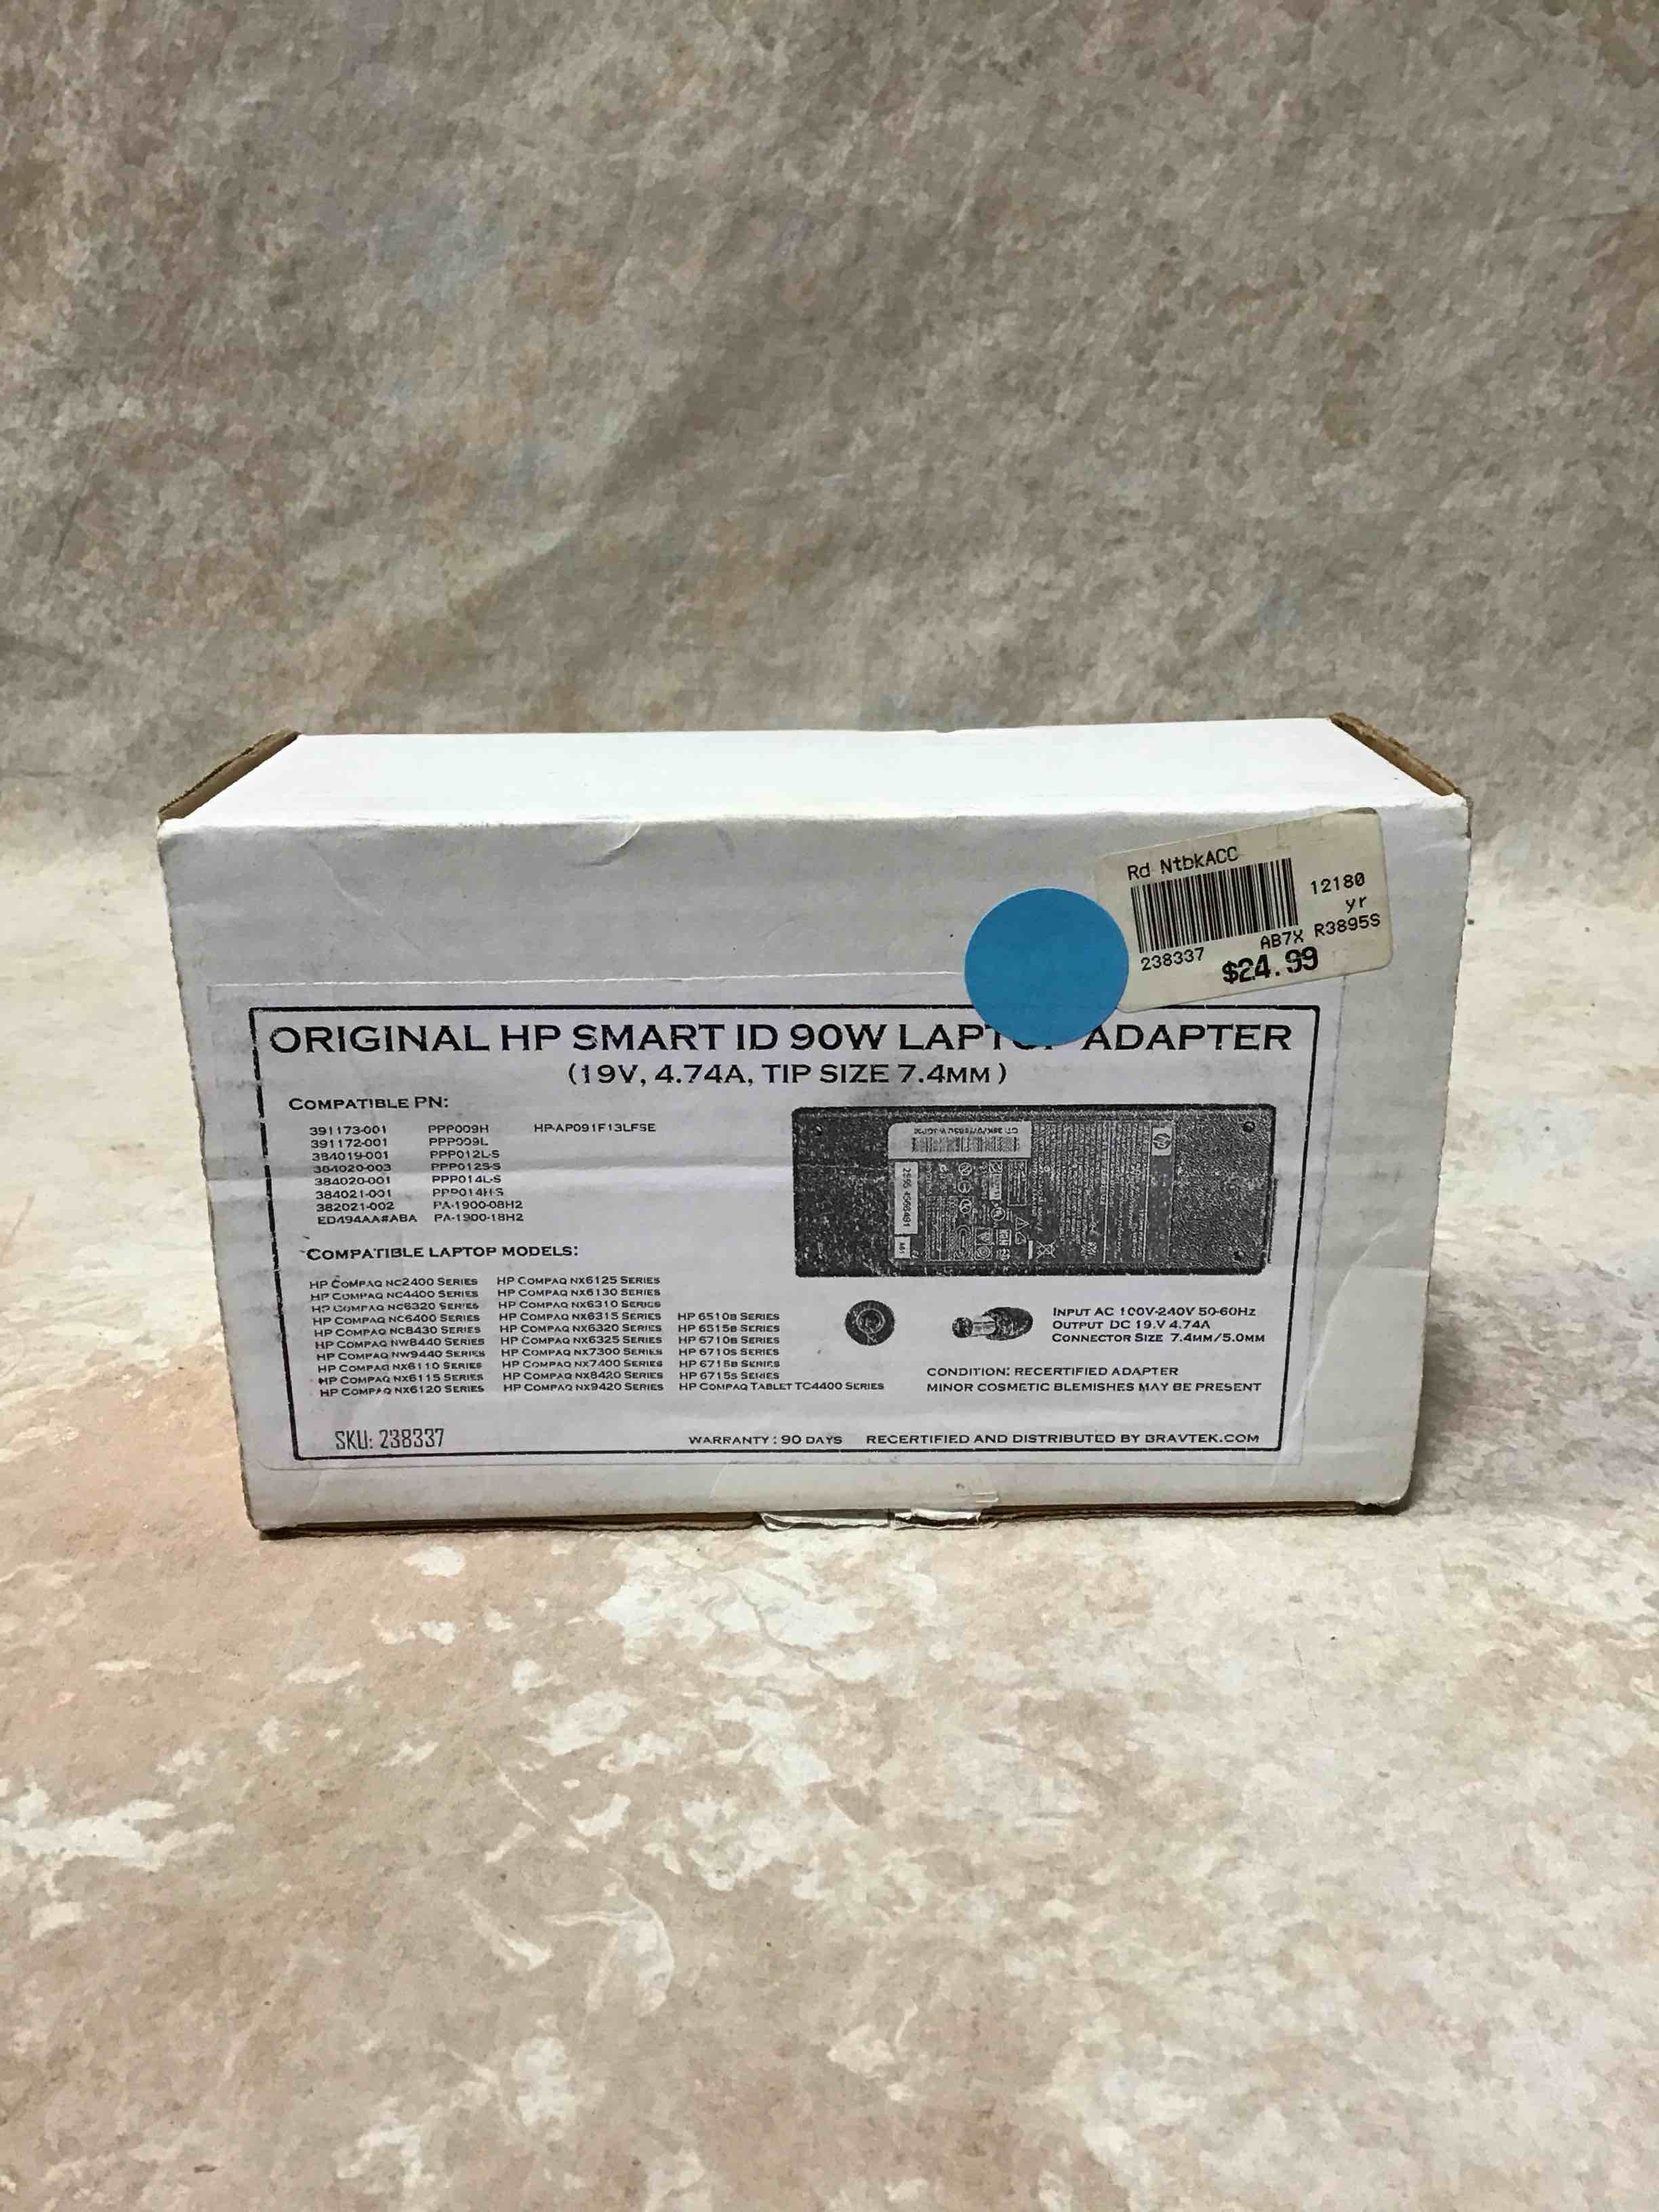 Rd NtbkACC
12180
yr
AB7X R3895S
238337
$24.99
ORIGINAL HP SMART ID 90W ADAPTER
(19V, 4.74A, TIP SIZE 7.4MM)
COMPATIBLE PN:
391173-001 PPP009H HP-AP091F13LFSE
391172-001 PPP009L
384019-001 PPP012L-S
384020-003 PPP012S-S
384020-001 PPP014L-S
384021-001 PPP014H-S
382021-002 PA-1900-08H2
ED494AA#ABA PA-1900-18H2
COMPATIBLE LAPTOP MODELS:
HP COMPAQ NC2400 SERIES HP COMPAQ NX6125 SERIES
HP COMPAQ NC4400 SERIES HP COMPAQ NX6130 SERIES
HP COMPAQ NC6320 SERIES HP COMPAQ NX6310 SERIES
HP COMPAQ NC6400 SERIES HP COMPAQ NX6315 SERIES HP 6510B SERIES
HP COMPAQ NC8430 SERIES HP COMPAQ NX6320 SERIES HP 6515B SERIES
HP COMPAQ NW8440 SERIES HP COMPAQ NX6325 SERIES HP 6710B SERIES
HP COMPAQ NW9440 SERIES HP COMPAQ NX7300 SERIES HP 6710S SERIES
HP COMPAQ NX6110 SERIES HP COMPAQ NX7400 SERIES HP 6715B SERIES
HP COMPAQ NX6115 SERIES HP COMPAQ NX8420 SERIES HP 6715S SERIES
HP COMPAQ NX6120 SERIES HP COMPAQ NX9420 SERIES HP COMPAQ TABLET TC4400 SERIES
INPUT AC 100V-240V 50-60HZ
OUTPUT DC 19.V 4.74A
CONNECTOR SIZE 7.4MM/5.0MM
CONDITION: RECERTIFIED ADAPTER
MINOR COSMETIC BLEMISHES MAY BE PRESENT
SKU: 238337
WARRANTY: 90 DAYS RECERTIFIED AND DISTRIBUTED BY BRAVTEK.COM